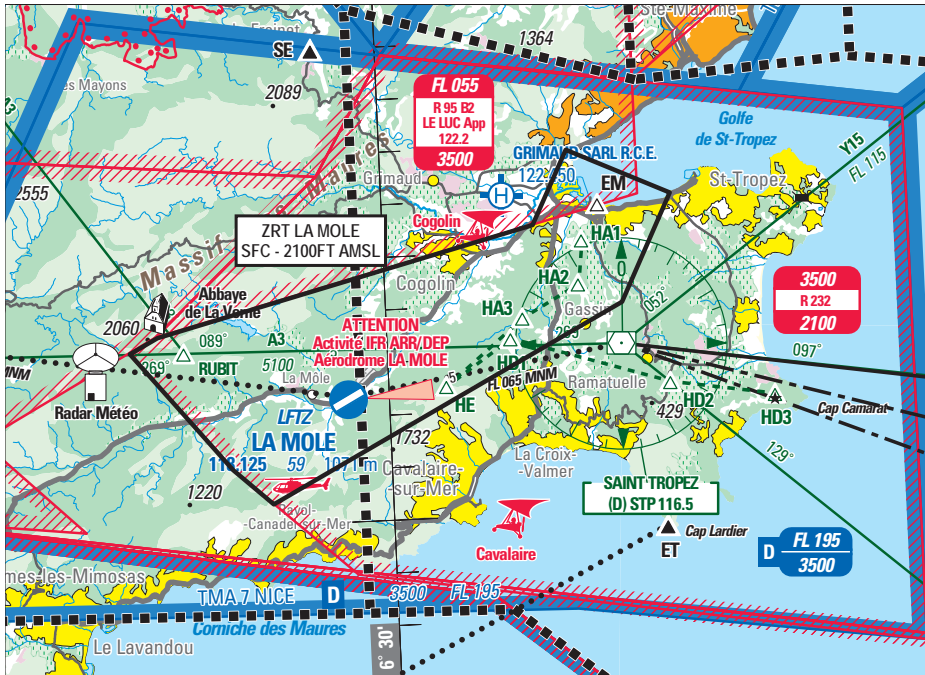 Ste-Maxime
SE
1364
es Mayons
2089
FL 055
R 95 B2
LE LUC App
122.2
3500
Golfe
de St-Tropez
Y15
FL 115
A3
2555
Massif des Maures
Grimaud
GRIMAUD SARL R.C.E.
H
EM
St-Tropez
Cogolin
ZRT LA MOLE
SFC - 2100FT AMSL
HA1
0
HA2
052°
Cogolin
3500
R 232
2100
Abbaye
de La Verne
HA3
Gassin
2060
ATTENTION
Activité IFR ARR/DEP
Aérodrome LA MOLE
089°
A3
5100
269°
RUBIT
HD1
097°
MNM
La Môle
FL 065 MNM
Ramatuelle
Radar Météo
5
HE
HD2
HD3
Cap Camarat
LFTZ
429
LA MOLE
118.125 59 1071 m
1732
129°
Cavalaire-
sur-Mer
La Croix-
Valmer
1220
SAINT TROPEZ
(D) STP 116.5
Rayol-
Canadel-sur-Mer
Cavalaire
ET
Cap Lardier
D
FL 195
3500
mes-les-Mimosas
TMA 7 NICE
D
3500 FL 195
Corniche des Maures
Le Lavandou
6° 30'